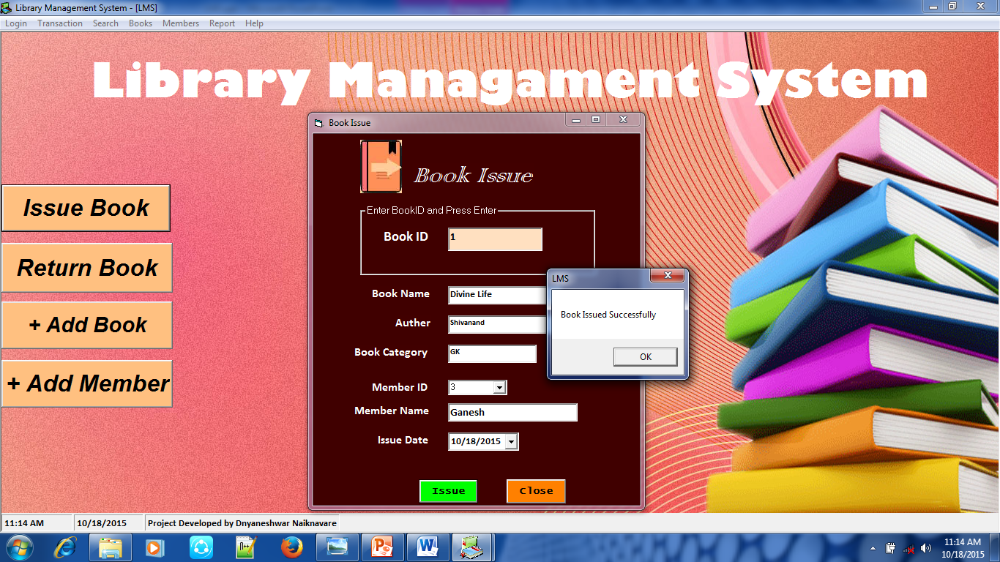 Library Management System - [LMS]
Login Transaction Search Books Members Report Help
Library Managament System
Book Issue
Book Issue
Enter BookID and Press Enter
Book ID 1
Book Name Divine Life
Auther Shivanand
Book Category GK
Member ID 3
Member Name Ganesh
Issue Date 10/18/2015
Issue Close
LMS
Book Issued Successfully
OK
Issue Book
Return Book
+ Add Book
+ Add Member
11:14 AM 10/18/2015 Project Developed by Dnyaneshwar Naiknavare
11:14 AM
10/18/2015